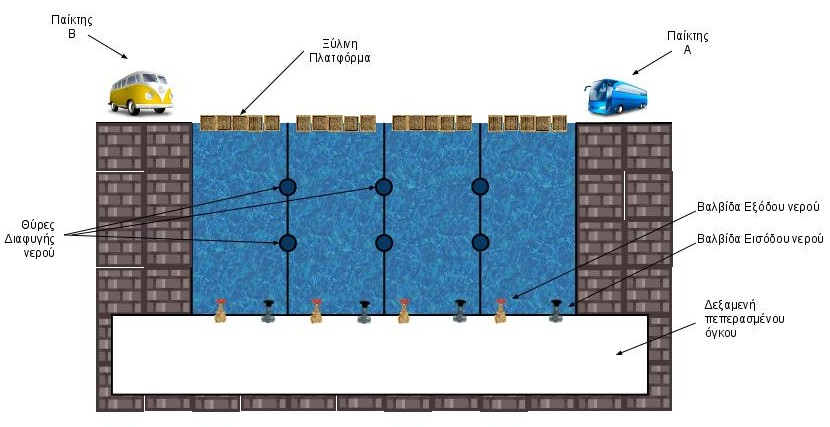 Παίκτης
Β
Ξύλινη
Πλατφόρμα
Παίκτης
Α
Θύρες
Διαφυγής
νερού
Βαλβίδα Εξόδου νερού
Βαλβίδα Εισόδου νερού
Δεξαμενή
πεπερασμένου
όγκου